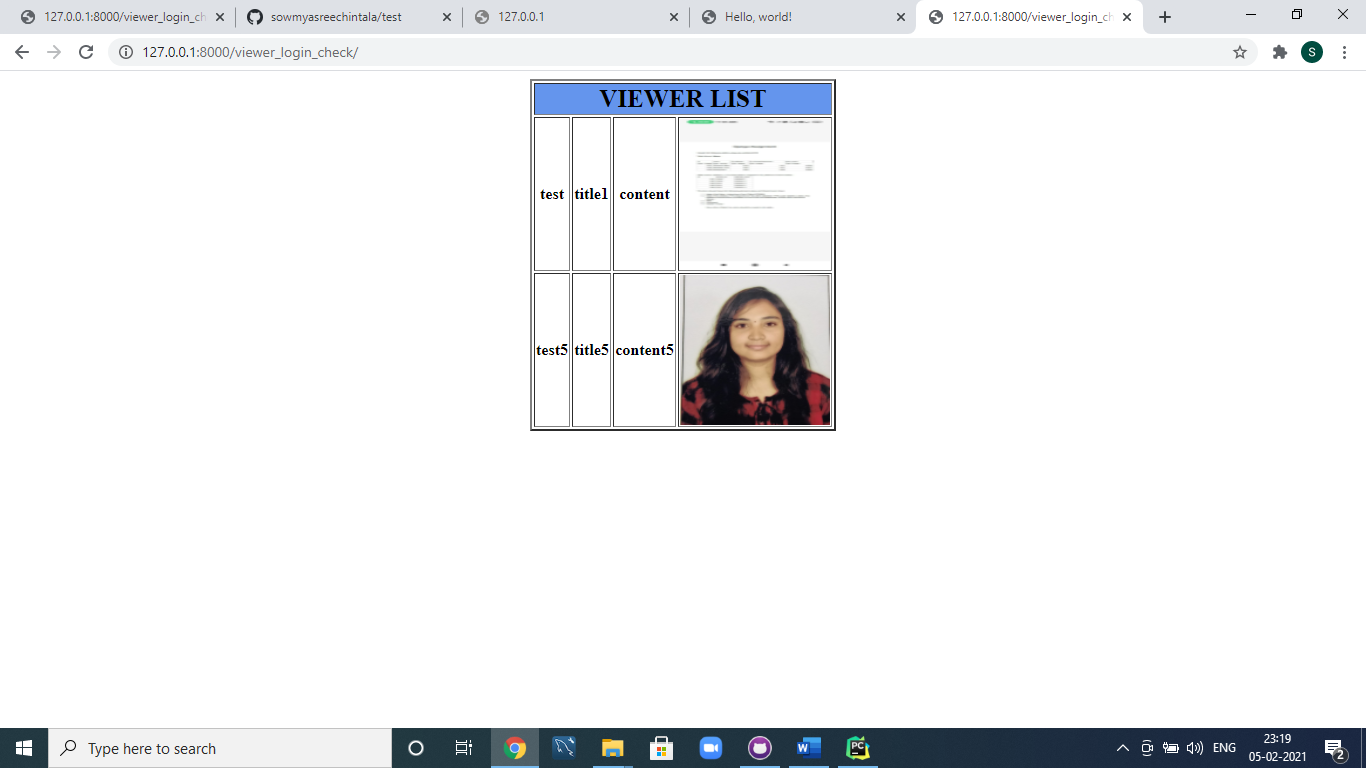 127.0.0.1:8000/viewer_login_ch
sowmyasreechintala/test
127.0.0.1
Hello, world!
127.0.0.1:8000/viewer_login_ch
127.0.0.1:8000/viewer_login_check/
S
VIEWER LIST
test title1 content
test5 title5 content5
Type here to search
W
PC
ENG
23:19
05-02-2021
2